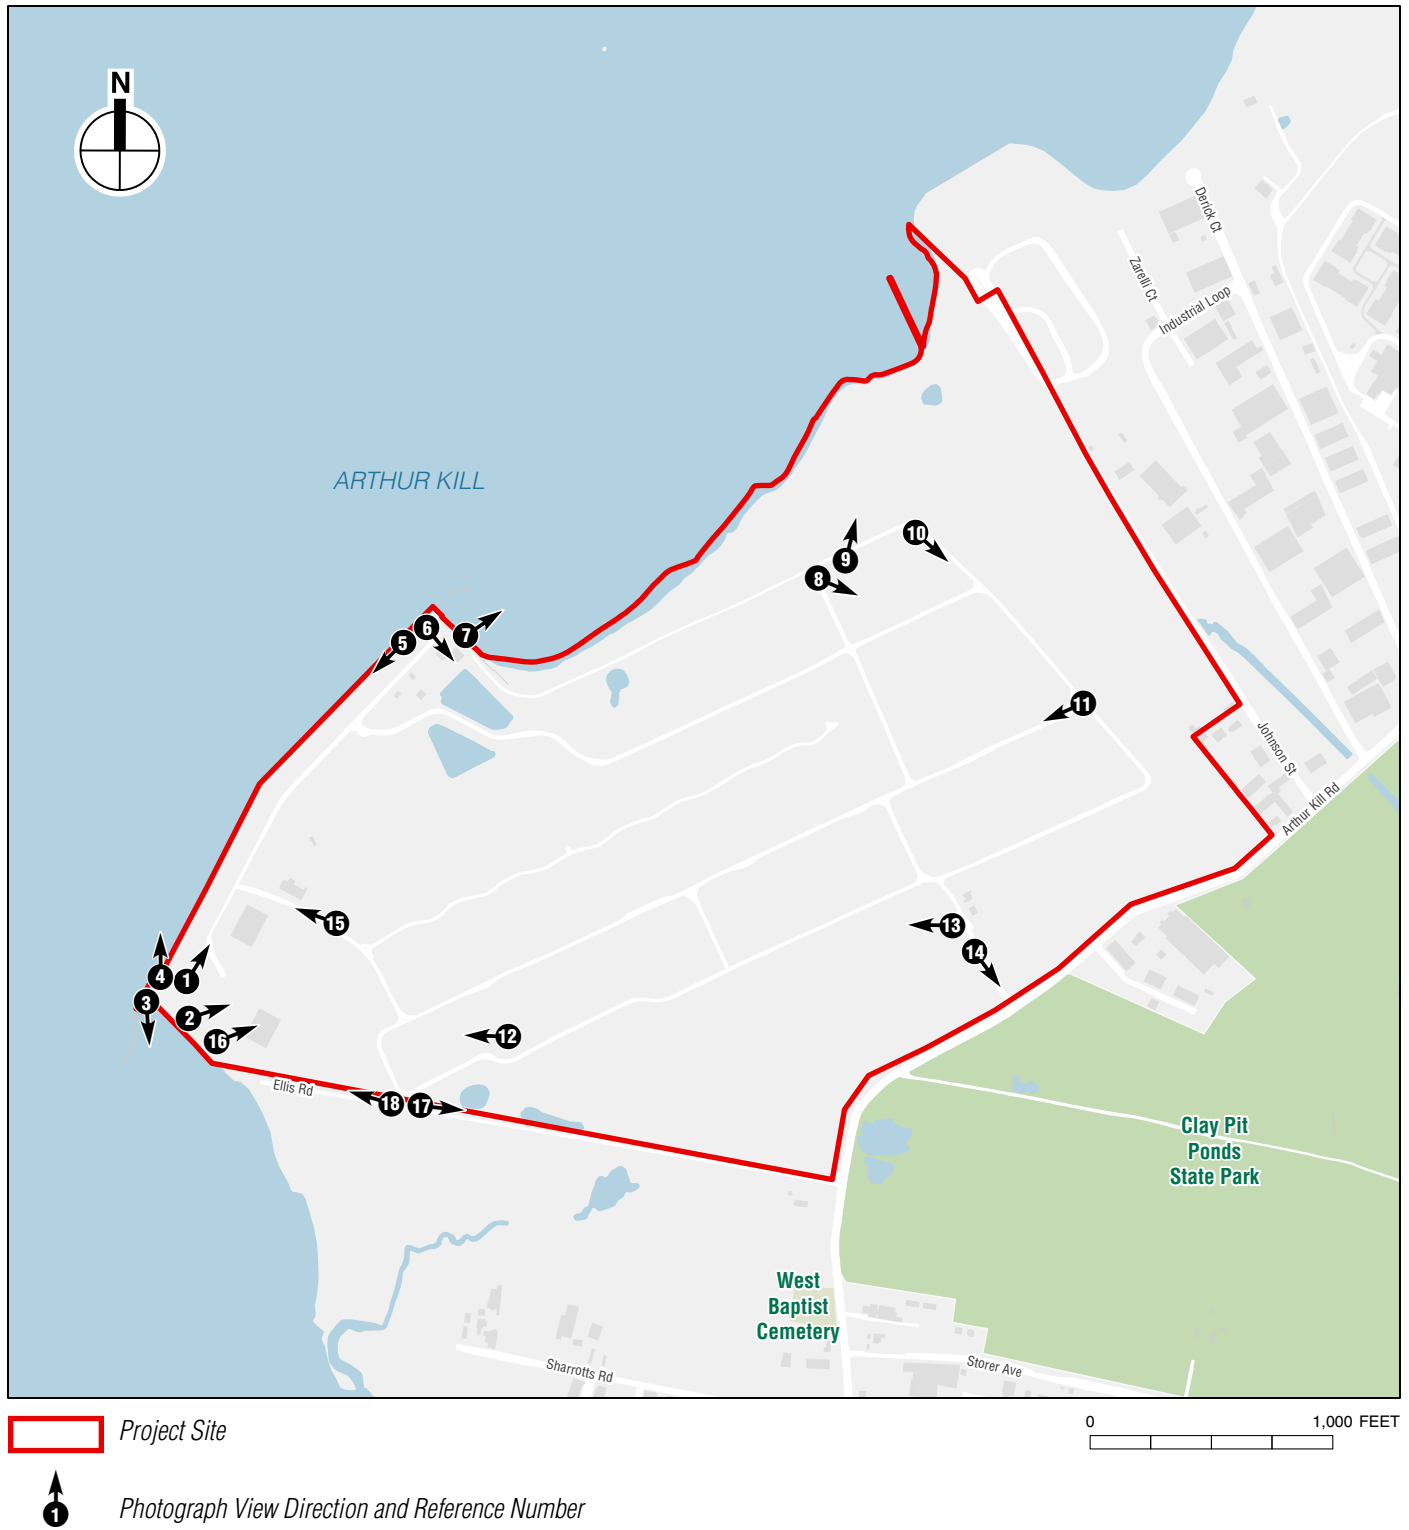 N
Derick Ct
Zarelli Ct
Industrial Loop
ARTHUR KILL
10
9
8
6
7
5
11
Johnson St
Arthur Kill Rd
15
13
14
4
1
3
2
16
12
Ellis Rd
18
17
Clay Pit
Ponds
State Park
West
Baptist
Cemetery
Storer Ave
Sharrotts Rd
Project Site
0 1,000 FEET
1
Photograph View Direction and Reference Number